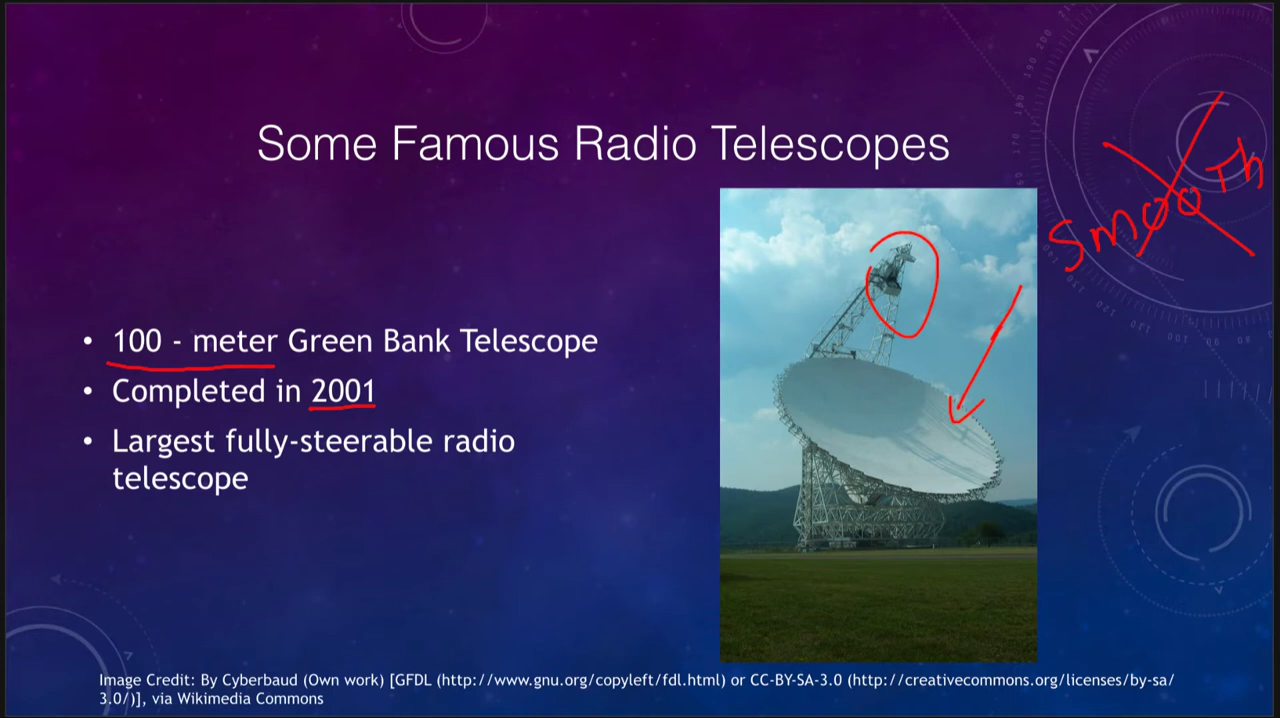 Some Famous Radio Telescopes
SmooTh
• 100 - meter Green Bank Telescope
• Completed in 2001
• Largest fully-steerable radio
telescope
Image Credit: By Cyberbaud (Own work) [GFDL (http://www.gnu.org/copyleft/fdl.html) or CC-BY-SA-3.0 (http://creativecommons.org/licenses/by-sa/
3.0/)], via Wikimedia Commons